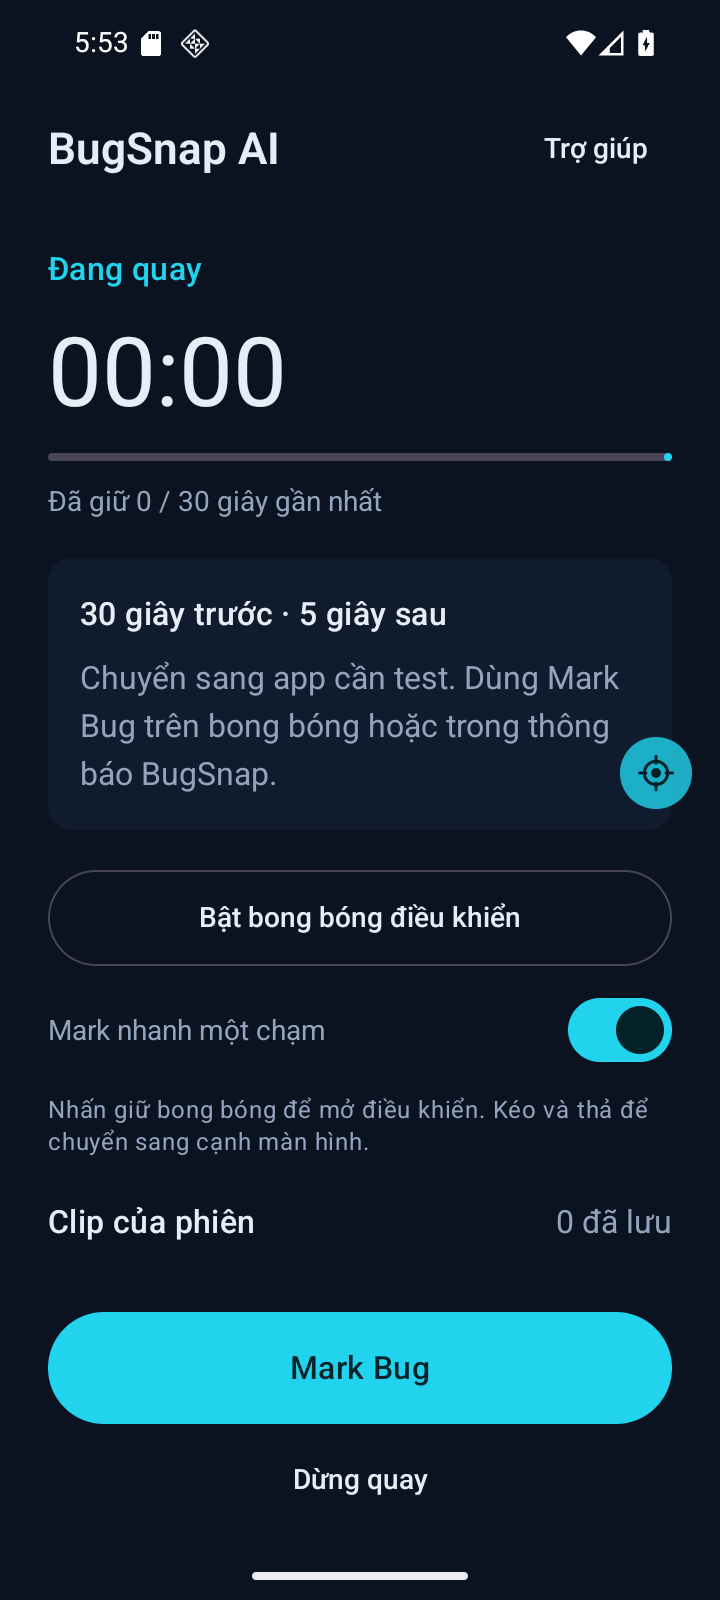 5:53
BugSnap AI
Trợ giúp
Đang quay
00:00
Đã giữ 0 / 30 giây gần nhất
30 giây trước · 5 giây sau
Chuyển sang app cần test. Dùng Mark
Bug trên bong bóng hoặc trong thông
báo BugSnap.
Bật bong bóng điều khiển
Mark nhanh một chạm
Nhấn giữ bong bóng để mở điều khiển. Kéo và thả để
chuyển sang cạnh màn hình.
Clip của phiên
0 đã lưu
Mark Bug
Dừng quay